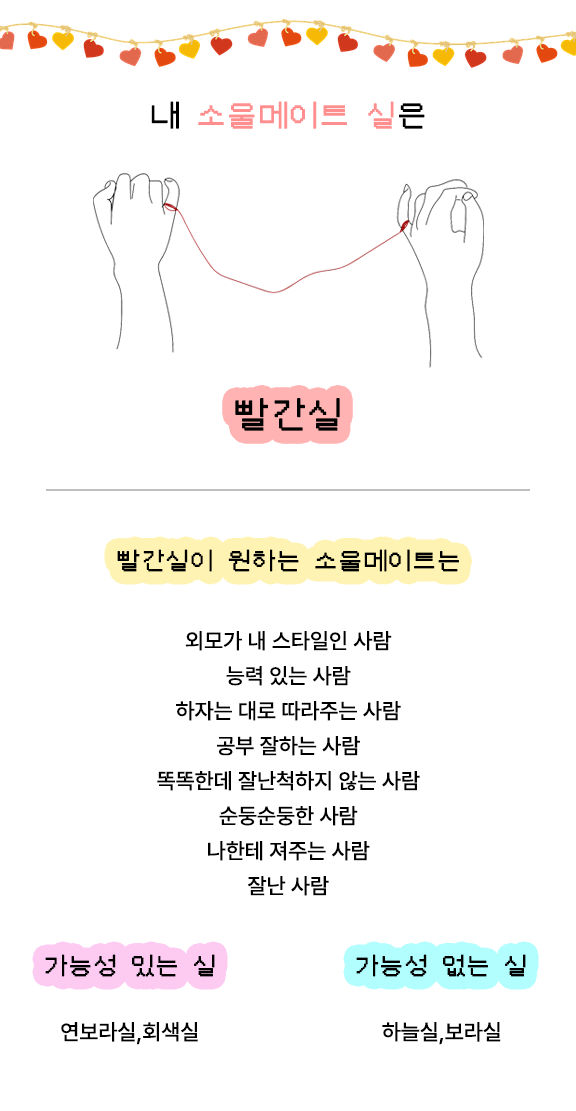 내 소울메이트 실은
빨간실
빨간실이 원하는 소울메이트는
외모가 내 스타일인 사람
능력 있는 사람
하자는 대로 따라주는 사람
공부 잘하는 사람
똑똑한데 잘난척하지 않는 사람
순둥순둥한 사람
나한테 져주는 사람
잘난 사람
가능성 있는 실
연보라실,회색실
가능성 없는 실
하늘실,보라실